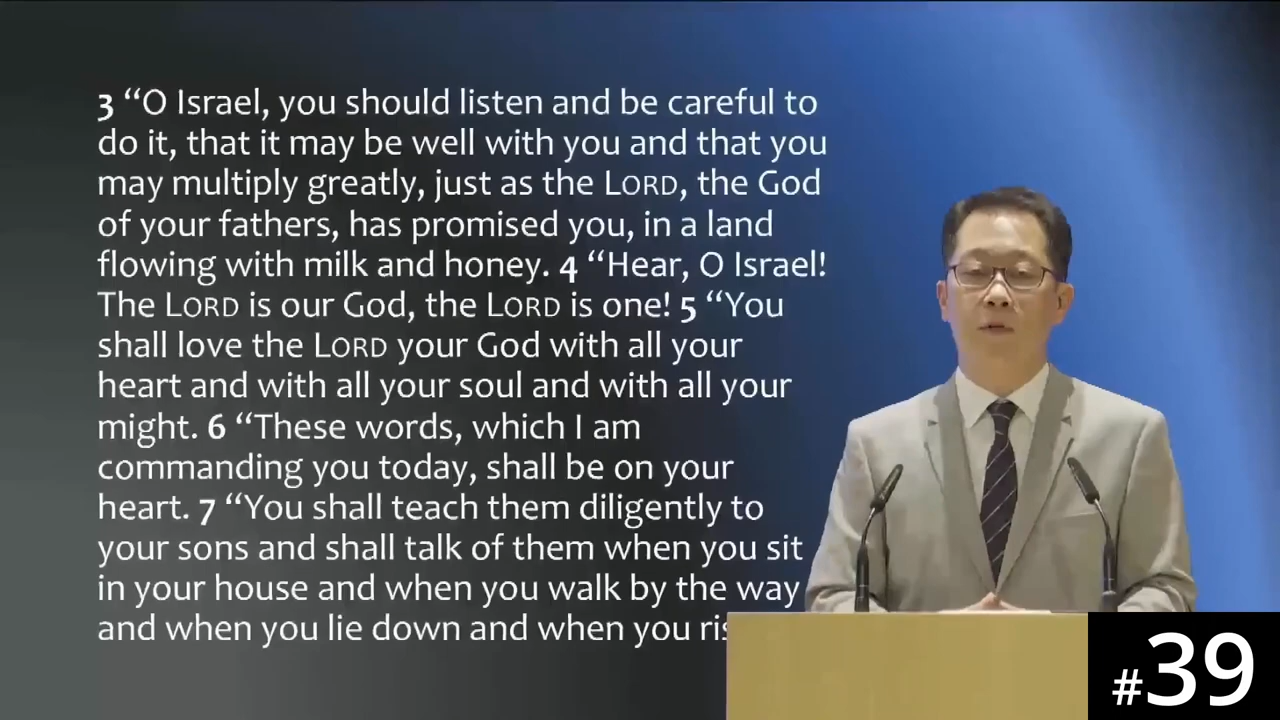 3 “O Israel, you should listen and be careful to
do it, that it may be well with you and that you
may multiply greatly, just as the LORD, the God
of your fathers, has promised you, in a land
flowing with milk and honey. 4 “Hear, O Israel!
The LORD is our God, the LORD is one! 5 “You
shall love the LORD your God with all your
heart and with all your soul and with all your
might. 6 “These words, which I am
commanding you today, shall be on your
heart. 7 “You shall teach them diligently to
your sons and shall talk of them when you sit
in your house and when you walk by the way
and when you lie down and when you
#39